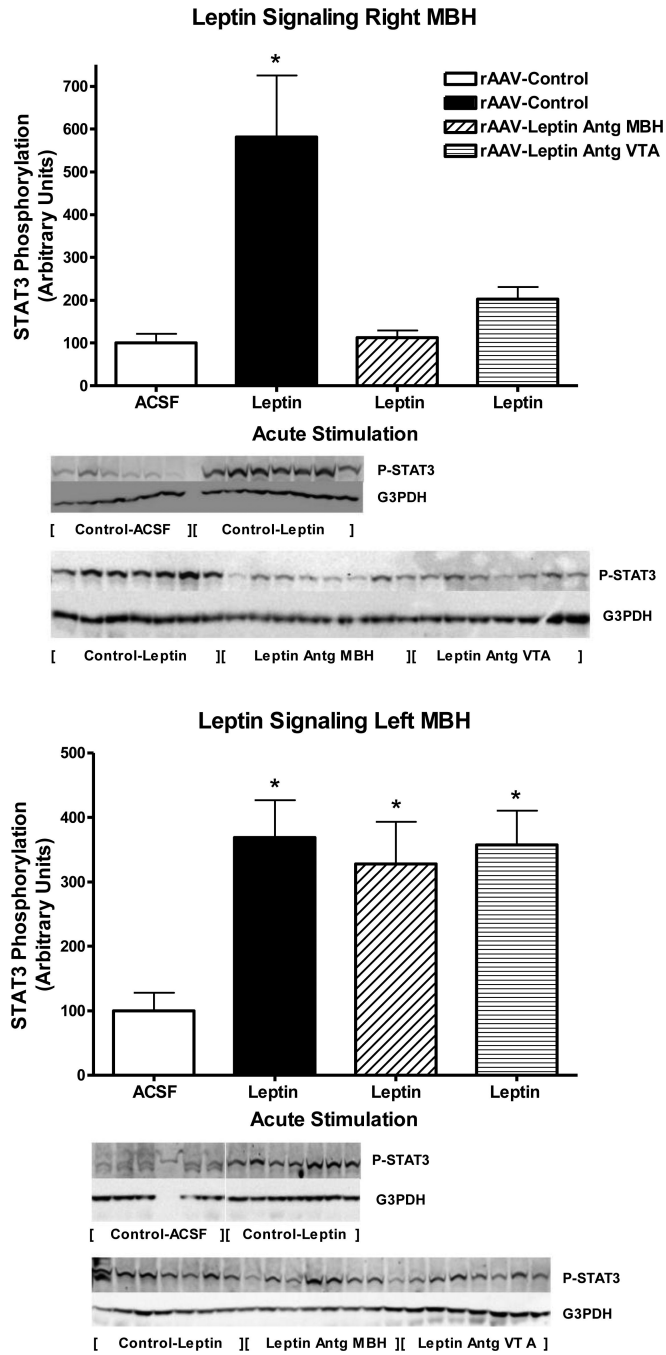 Leptin Signaling Right MBH
*
rAAV-Control
rAAV-Control
rAAV-Leptin Antg MBH
rAAV-Leptin Antg VTA
STAT3 Phosphorylation
(Arbitrary Units)
700
600
500
400
300
200
100
0
ACSF Leptin Leptin Leptin
Acute Stimulation
P-STAT3
G3PDH
[ Control-ACSF ][ Control-Leptin ]
P-STAT3
G3PDH
[ Control-Leptin ][ Leptin Antg MBH ][ Leptin Antg VTA ]
Leptin Signaling Left MBH
STAT3 Phosphorylation
(Arbitrary Units)
500
400
300
200
100
0
* * *
ACSF Leptin Leptin Leptin
Acute Stimulation
P-STAT3
G3PDH
[ Control-ACSF ][ Control-Leptin ]
P-STAT3
G3PDH
[ Control-Leptin ][ Leptin Antg MBH ][ Leptin Antg VT A ]